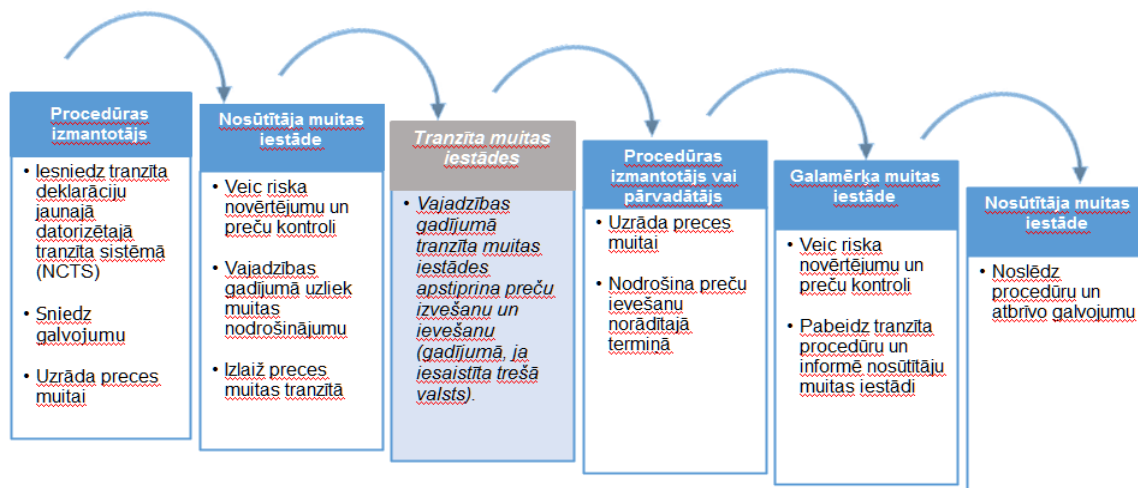 Procedūras
izmantotājs
• Iesniedz tranzīta
deklarāciju
jaunajā
datorizētajā
tranzīta sistēmā
(NCTS)
• Sniedz
galvojumu
• Uzrāda preces
muitai
Nosūtītāja muitas
iestāde
• Veic riska
novērtējumu un
preču kontroli
• Vajadzības
gadījumā uzliek
muitas
nodrošinājumu
• Izlaiž preces
muitas tranzītā
Tranzīta muitas
iestādes
• Vajadzības
gadījumā
tranzīta muitas
iestādes
apstiprina preču
izvešanu un
ievešanu
(gadījumā, ja
iesaistīta trešā
valsts).
Procedūras
izmantotājs vai
pārvadātājs
• Uzrāda preces
muitai
• Nodrošina preču
ievešanu
norādītajā
termiņā
Galamērķa muitas
iestāde
• Veic riska
novērtējumu un
preču kontroli
• Pabeidz tranzīta
procedūru un
informē nosūtītāju
muitas iestādi
Nosūtītāja muitas
iestāde
• Noslēdz
procedūru un
atbrīvo galvojumu